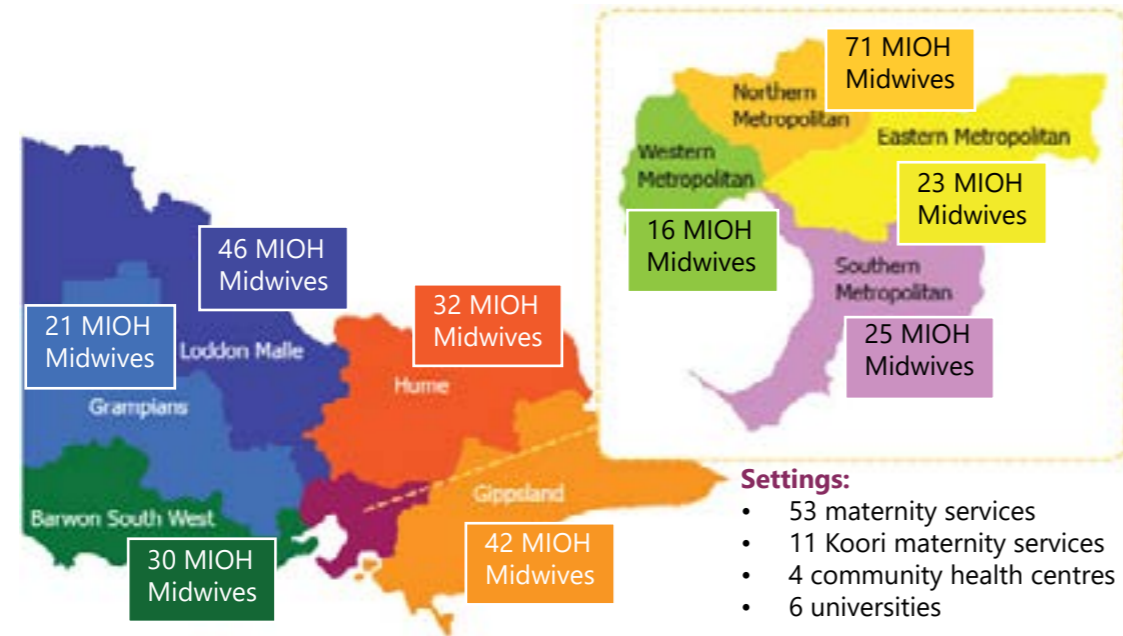 71 MIOH
Midwives
Northern
Metropolitan
Eastern Metropolitan
Western
Metropolitan
23 MIOH
Midwives
16 MIOH
Midwives
Southern
Metropolitan
25 MIOH
Midwives
46 MIOH
Midwives
21 MIOH
Midwives
32 MIOH
Midwives
Loddon Malle
Hume
Grampians
Gippsland
Barwon South West
30 MIOH
Midwives
42 MIOH
Midwives
Settings:
• 53 maternity services
• 11 Koori maternity services
• 4 community health centres
• 6 universities